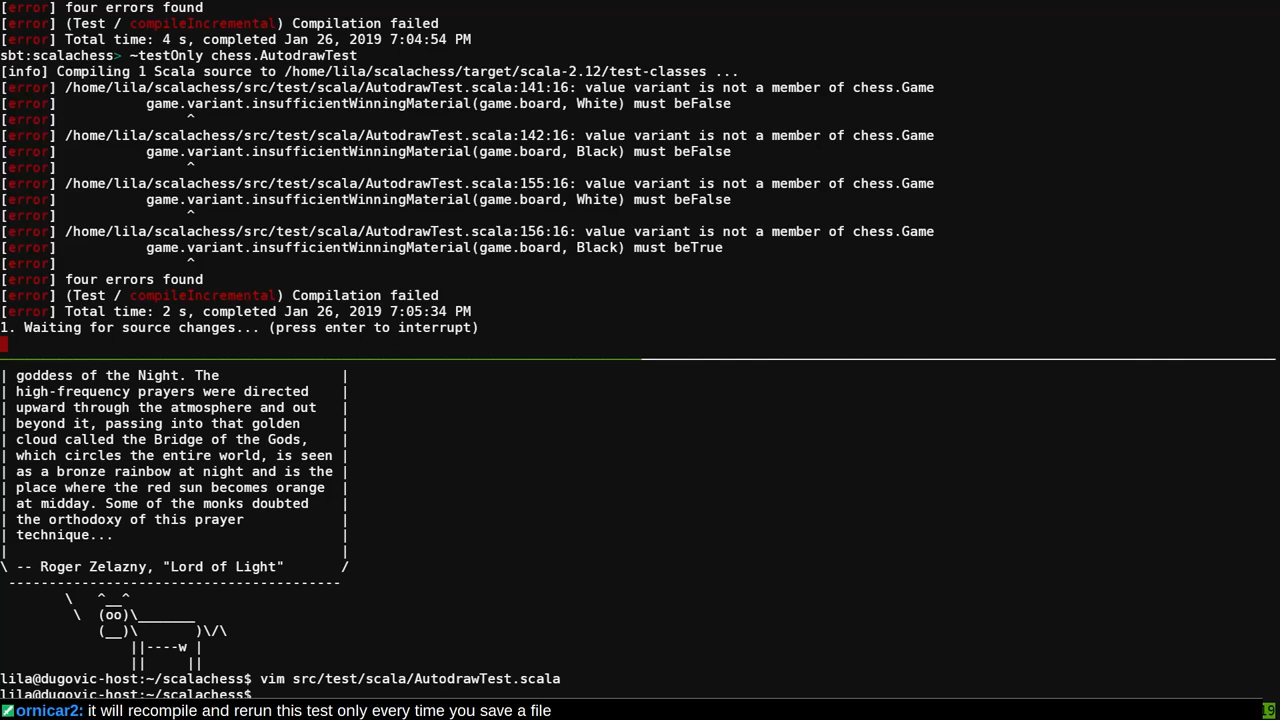 [error] four errors found
[error] (Test / compileIncremental) Compilation failed
[error] Total time: 4 s, completed Jan 26, 2019 7:04:54 PM
sbt:scalachess> ~testOnly chess.AutodrawTest
[info] Compiling 1 Scala source to /home/lila/scalachess/target/scala-2.12/test-classes ...
[error] /home/lila/scalachess/src/test/scala/AutodrawTest.scala:141:16: value variant is not a member of chess.Game
[error]           game.variant.insufficientWinningMaterial(game.board, White) must beFalse
[error]                ^
[error] /home/lila/scalachess/src/test/scala/AutodrawTest.scala:142:16: value variant is not a member of chess.Game
[error]           game.variant.insufficientWinningMaterial(game.board, Black) must beFalse
[error]                ^
[error] /home/lila/scalachess/src/test/scala/AutodrawTest.scala:155:16: value variant is not a member of chess.Game
[error]           game.variant.insufficientWinningMaterial(game.board, White) must beFalse
[error]                ^
[error] /home/lila/scalachess/src/test/scala/AutodrawTest.scala:156:16: value variant is not a member of chess.Game
[error]           game.variant.insufficientWinningMaterial(game.board, Black) must beTrue
[error]                ^
[error] four errors found
[error] (Test / compileIncremental) Compilation failed
[error] Total time: 2 s, completed Jan 26, 2019 7:05:34 PM
1. Waiting for source changes... (press enter to interrupt)
| goddess of the Night. The               |
| high-frequency prayers were directed    |
| upward through the atmosphere and out   |
| beyond it, passing into that golden     |
| cloud called the Bridge of the Gods,    |
| which circles the entire world, is seen |
| as a bronze rainbow at night and is the |
| place where the red sun becomes orange  |
| at midday. Some of the monks doubted    |
| the orthodoxy of this prayer            |
| technique...                            |
|                                         |
\ -- Roger Zelazny, "Lord of Light"       /
 -----------------------------------------
        \   ^__^
         \  (oo)\_______
            (__)\       )\/\
                ||----w |
                ||     ||
lila@dugovic-host:~/scalachess$ vim src/test/scala/AutodrawTest.scala
lila@dugovic-host:~/scalachess$
ornicar2: it will recompile and rerun this test only every time you save a file
19